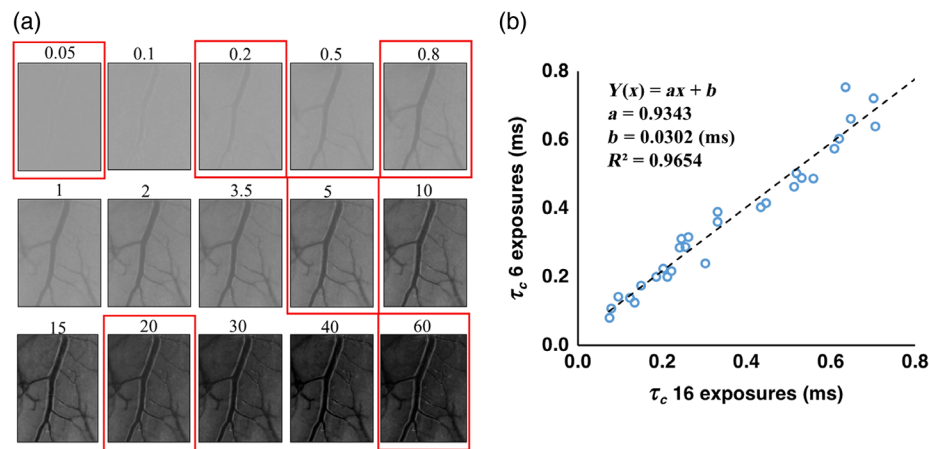 (a)
0.05 0.1 0.2 0.5 0.8
1 2 3.5 5 10
15 20 30 40 60
(b)
τc 6 exposures (ms)
0.8
0.6
0.4
0.2
0.0
Y(x) = ax + b
a = 0.9343
b = 0.0302 (ms)
R² = 0.9654
0.0 0.2 0.4 0.6 0.8
τc 16 exposures (ms)